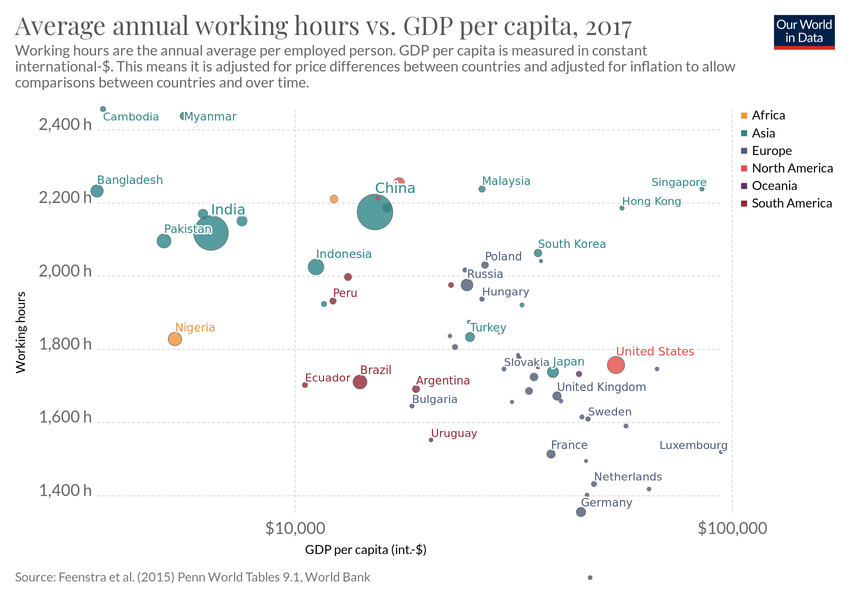 Average annual working hours vs. GDP per capita, 2017
Working hours are the annual average per employed person. GDP per capita is measured in constant
international-$. This means it is adjusted for price differences between countries and adjusted for inflation to allow
comparisons between countries and over time.
Our World
in Data
2,400 h
2,200 h
2,000 h
1,800 h
1,600 h
1,400 h
Working hours
Cambodia
Myanmar
Bangladesh
China
Malaysia
Singapore
Hong Kong
India
Pakistan
South Korea
Indonesia
Poland
Russia
Peru
Hungary
Nigeria
Turkey
United States
Slovakia
Japan
Ecuador
Brazil
Argentina
United Kingdom
Bulgaria
Sweden
Uruguay
France
Luxembourg
Netherlands
Germany
$10,000
$100,000
GDP per capita (int.-$)
Africa
Asia
Europe
North America
Oceania
South America
Source: Feenstra et al. (2015) Penn World Tables 9.1, World Bank